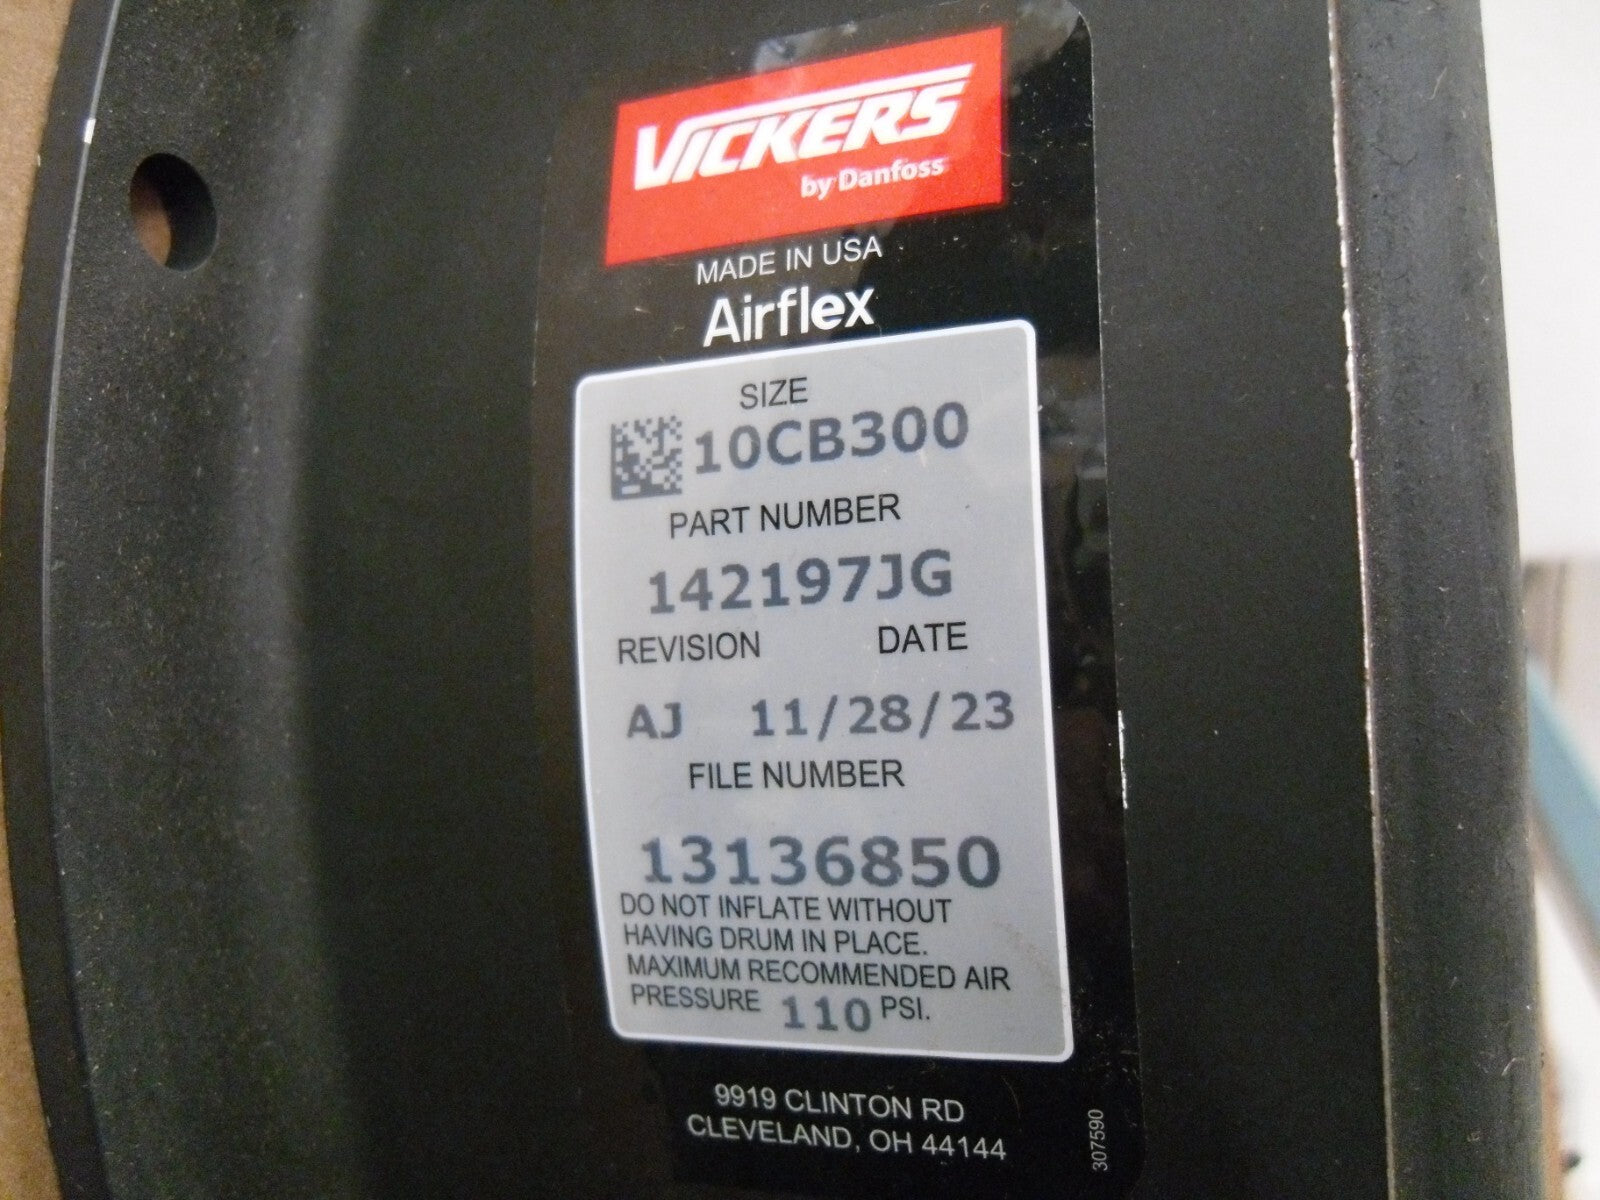 VICKERS
by Danfoss
MADE IN USA
Airflex
SIZE
10CB300
PART NUMBER
142197JG
REVISION DATE
AJ 11/28/23
FILE NUMBER
13136850
DO NOT INFLATE WITHOUT
HAVING DRUM IN PLACE.
MAXIMUM RECOMMENDED AIR
PRESSURE 110 PSI.
9919 CLINTON RD
CLEVELAND, OH 44144
307590